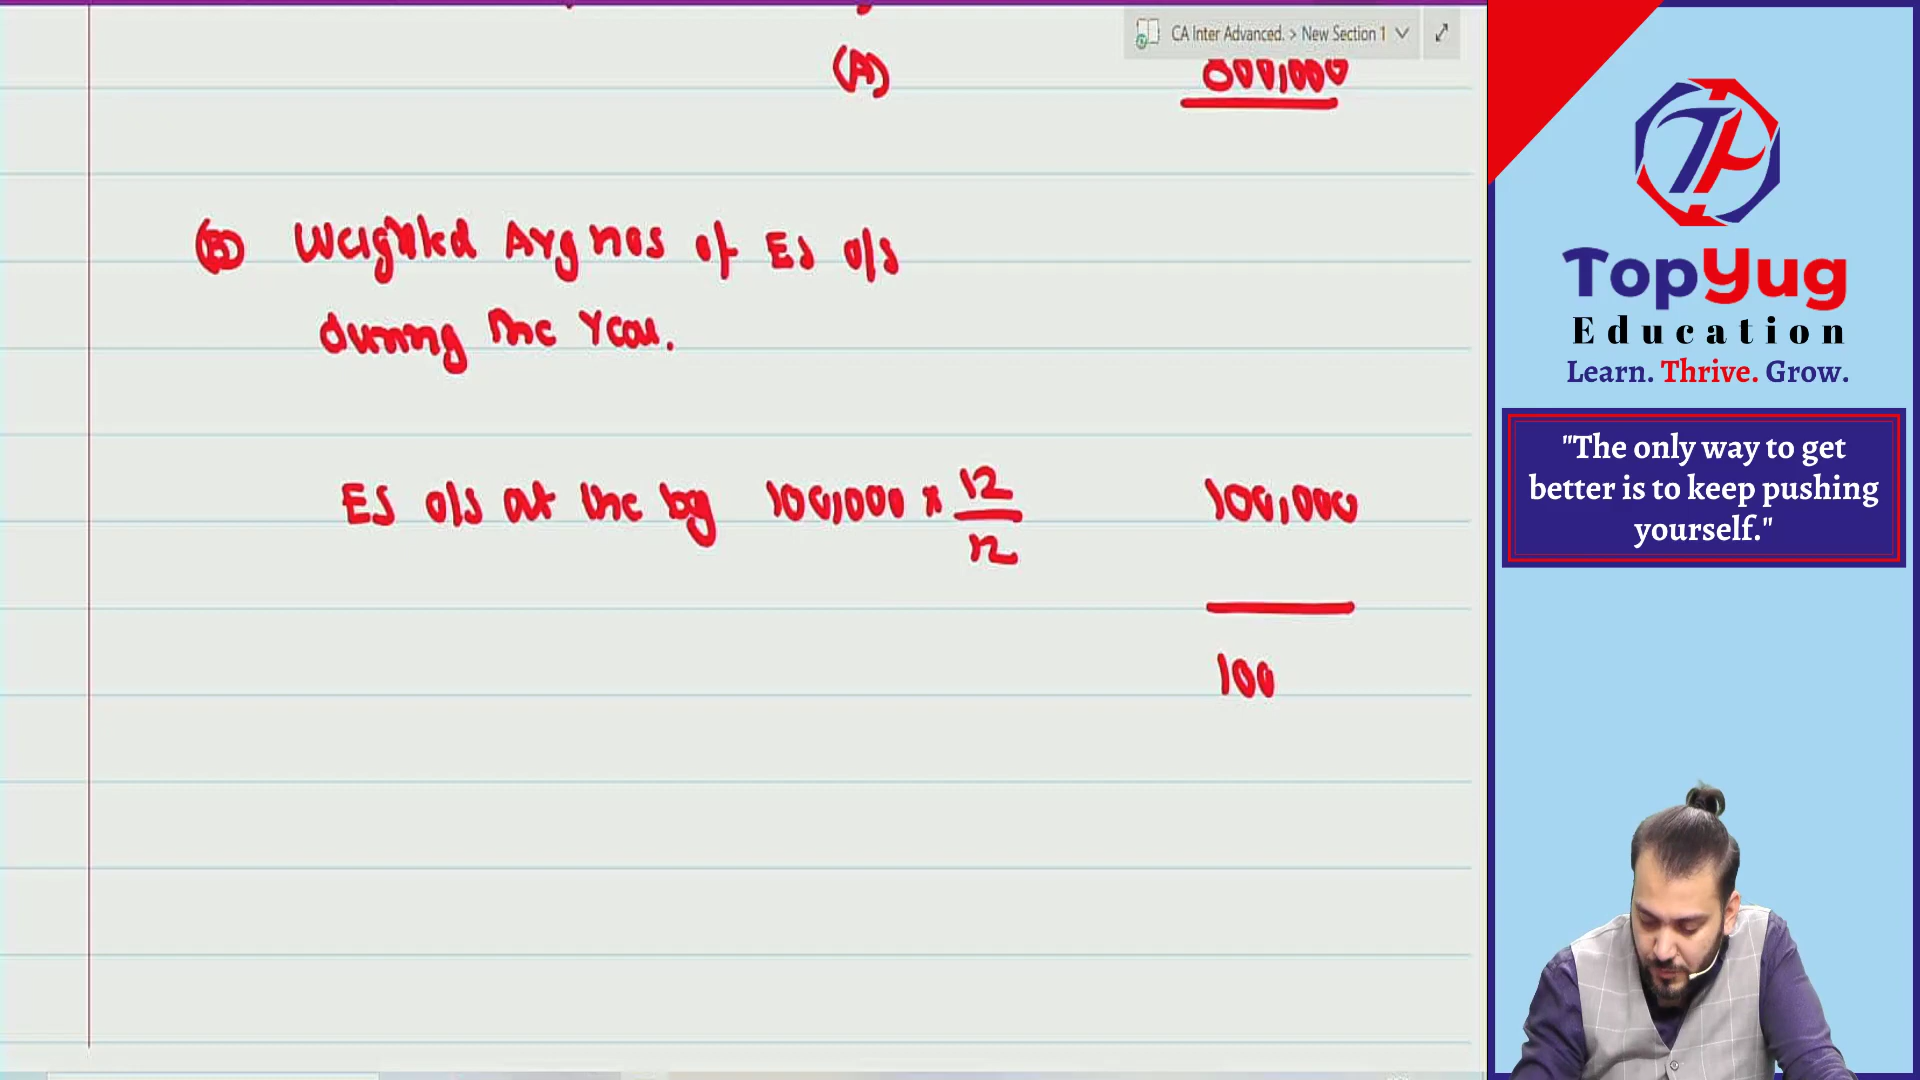 CA Inter Advanced. > New Section 1
(A) 800,000
(B) Weighted Avg nos of ES o/s
during the Year.
ES o/s at the bg 100,000 × 12/12 100,000
100
TopYug
Education
Learn. Thrive. Grow.
"The only way to get
better is to keep pushing
yourself."